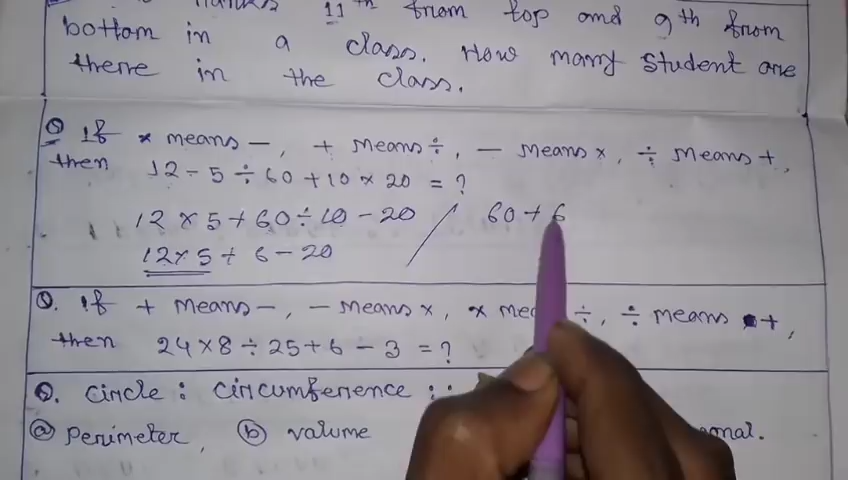 11th from top and 9th from
bottom in a class. How many student are
there in the class.
Q If × means −, + means ÷, − means ×, ÷ means +,
then 12 − 5 ÷ 60 + 10 × 20 = ?
12 × 5 + 60 ÷ 10 − 20 / 60 + 6
12 × 5 + 6 − 20
Q. If + means −, − means ×, × ÷, ÷ means +,
then 24 × 8 ÷ 25 + 6 − 3 = ?
Q. Circle : Circumference ::
(a) Perimeter, (b) value